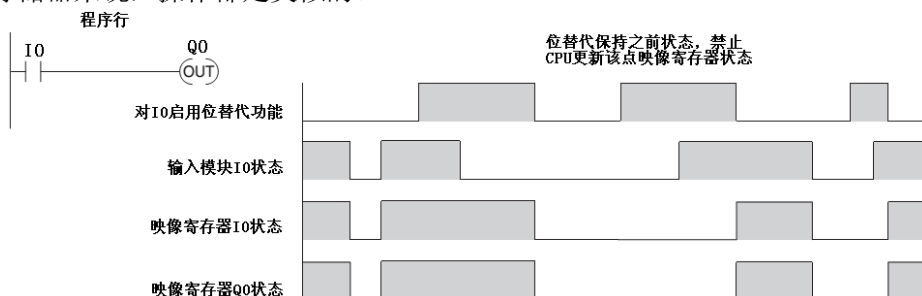 程序行
I0
Q0
OUT
位替代保持之前状态，禁止
CPU更新该点映像寄存器状态
对I0启用位替代功能
输入模块I0状态
映像寄存器I0状态
映像寄存器Q0状态